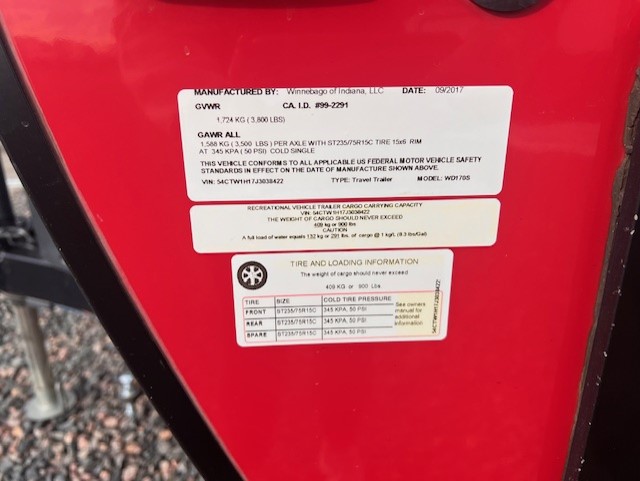 MANUFACTURED BY: Winnebago of Indiana, LLC DATE: 09/2017
GVWR CA. I.D. #99-2291
1,724 KG ( 3,800 LBS)
GAWR ALL
1,588 KG ( 3,500 LBS ) PER AXLE WITH ST235/75R15C TIRE 15x6 RIM
AT 345 KPA ( 50 PSI ) COLD SINGLE
THIS VEHICLE CONFORMS TO ALL APPLICABLE US FEDERAL MOTOR VEHICLE SAFETY
STANDARDS IN EFFECT ON THE DATE OF MANUFACTURE SHOWN ABOVE.
VIN: 54CTW1H17J3038422 TYPE: Travel Trailer MODEL: WD170S
RECREATIONAL VEHICLE TRAILER CARGO CARRYING CAPACITY
VIN: 54CTW1H17J3038422
THE WEIGHT OF CARGO SHOULD NEVER EXCEED
409 kg or 900 lbs
CAUTION
A full load of water equals 132 kg or 291 lbs. of cargo @ 1 kg/L (8.3 lbs/Gal)
TIRE AND LOADING INFORMATION
The weight of cargo should never exceed
409 KG or 900 Lbs.
TIRE SIZE COLD TIRE PRESSURE
FRONT ST235/75R15C 345 KPA, 50 PSI
REAR ST235/75R15C 345 KPA, 50 PSI
SPARE ST235/75R15C 345 KPA, 50 PSI
See owners
manual for
additional
information
54CTW1H17J3038422